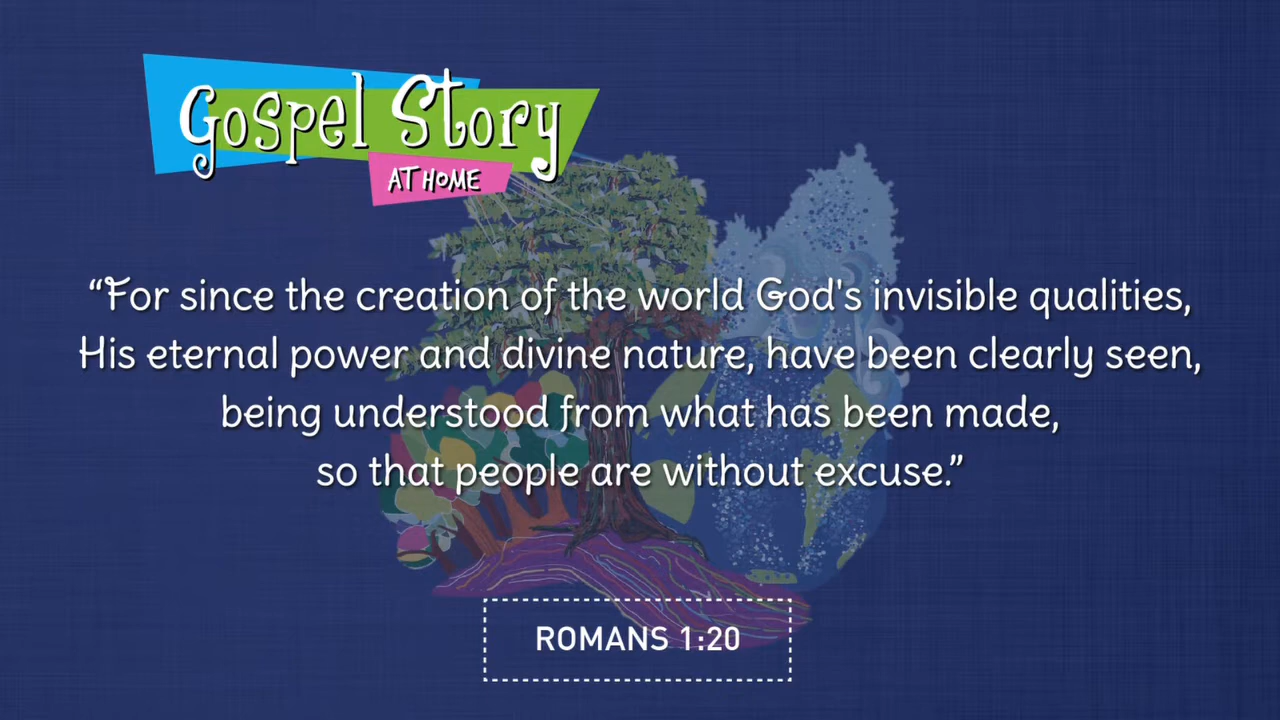 Gospel Story
AT HOME
“For since the creation of the world God's invisible qualities,
His eternal power and divine nature, have been clearly seen,
being understood from what has been made,
so that people are without excuse.”
ROMANS 1:20